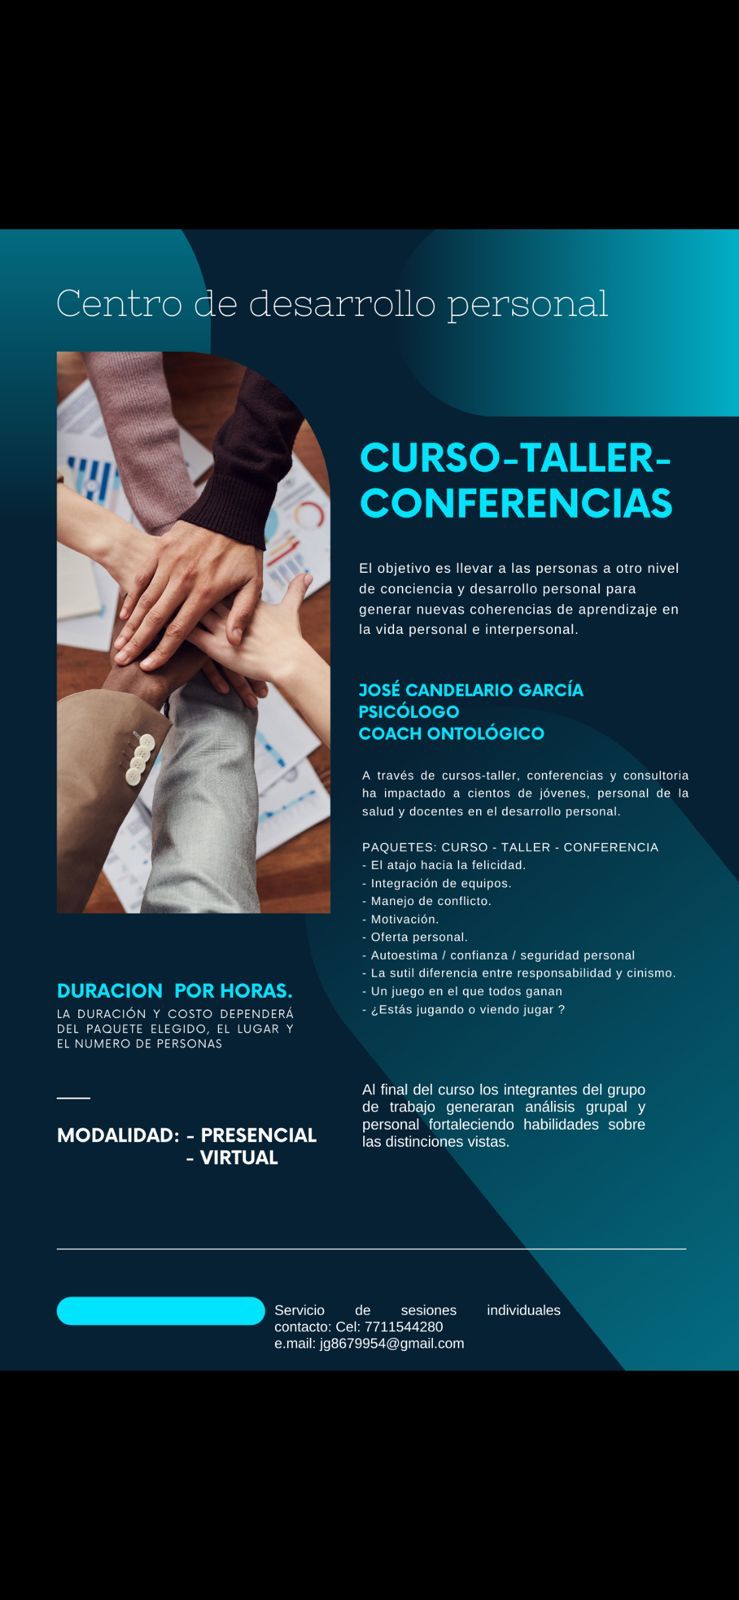 Centro de desarrollo personal
CURSO-TALLER-
CONFERENCIAS
El objetivo es llevar a las personas a otro nivel
de conciencia y desarrollo personal para
generar nuevas coherencias de aprendizaje en
la vida personal e interpersonal.
JOSÉ CANDELARIO GARCÍA
PSICÓLOGO
COACH ONTOLÓGICO
A través de cursos-taller, conferencias y consultoria
ha impactado a cientos de jóvenes, personal de la
salud y docentes en el desarrollo personal.
PAQUETES: CURSO - TALLER - CONFERENCIA
- El atajo hacia la felicidad.
- Integración de equipos.
- Manejo de conflicto.
- Motivación.
- Oferta personal.
- Autoestima / confianza / seguridad personal
- La sutil diferencia entre responsabilidad y cinismo.
- Un juego en el que todos ganan
- ¿Estás jugando o viendo jugar ?
DURACION POR HORAS.
LA DURACIÓN Y COSTO DEPENDERÁ
DEL PAQUETE ELEGIDO, EL LUGAR Y
EL NUMERO DE PERSONAS
MODALIDAD: - PRESENCIAL
- VIRTUAL
Al final del curso los integrantes del grupo
de trabajo generaran análisis grupal y
personal fortaleciendo habilidades sobre
las distinciones vistas.
Servicio de sesiones individuales
contacto: Cel: 7711544280
e.mail: jg8679954@gmail.com